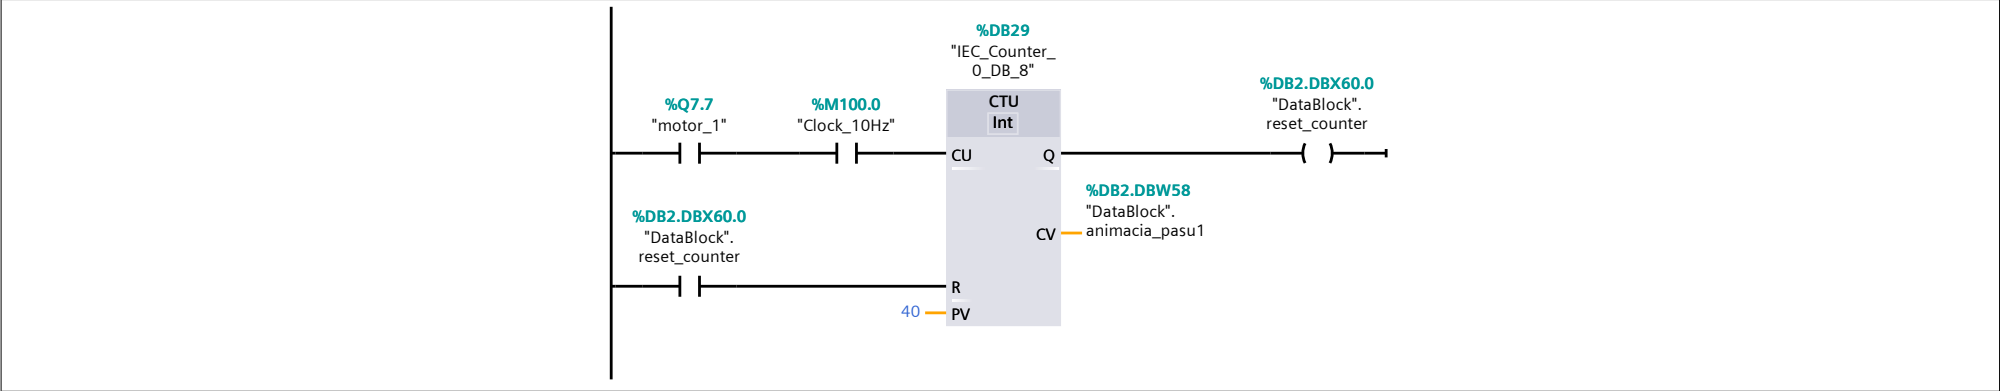 %DB29
"IEC_Counter_
0_DB_8"
%DB2.DBX60.0
"DataBlock".
reset_counter
%Q7.7
"motor_1"
%M100.0
"Clock_10Hz"
CTU
Int
CU
Q
%DB2.DBW58
"DataBlock".
animacia_pasu1
CV
%DB2.DBX60.0
"DataBlock".
reset_counter
R
40
PV